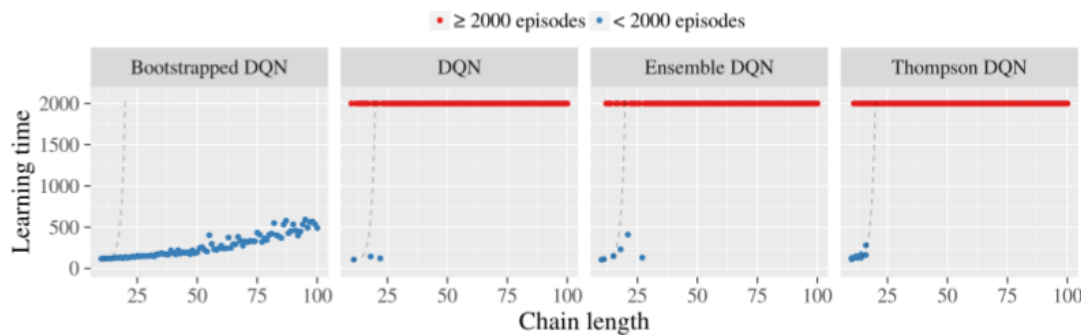 ≥ 2000 episodes < 2000 episodes
Bootstrapped DQN DQN Ensemble DQN Thompson DQN
Learning time
2000
1500
1000
500
0
25 50 75 100 25 50 75 100 25 50 75 100 25 50 75 100
Chain length